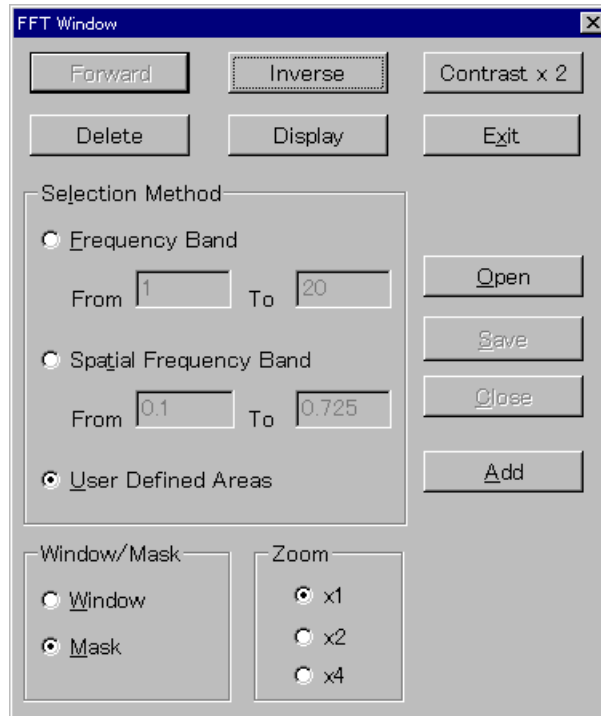 FFT Window
Forward Inverse Contrast x 2
Delete Display Exit
Selection Method
Frequency Band
From 1 To 20
Open
Spatial Frequency Band
Save
From 0.1 To 0.725
Close
User Defined Areas
Add
Window/Mask
Zoom
Window
x1
Mask
x2
x4